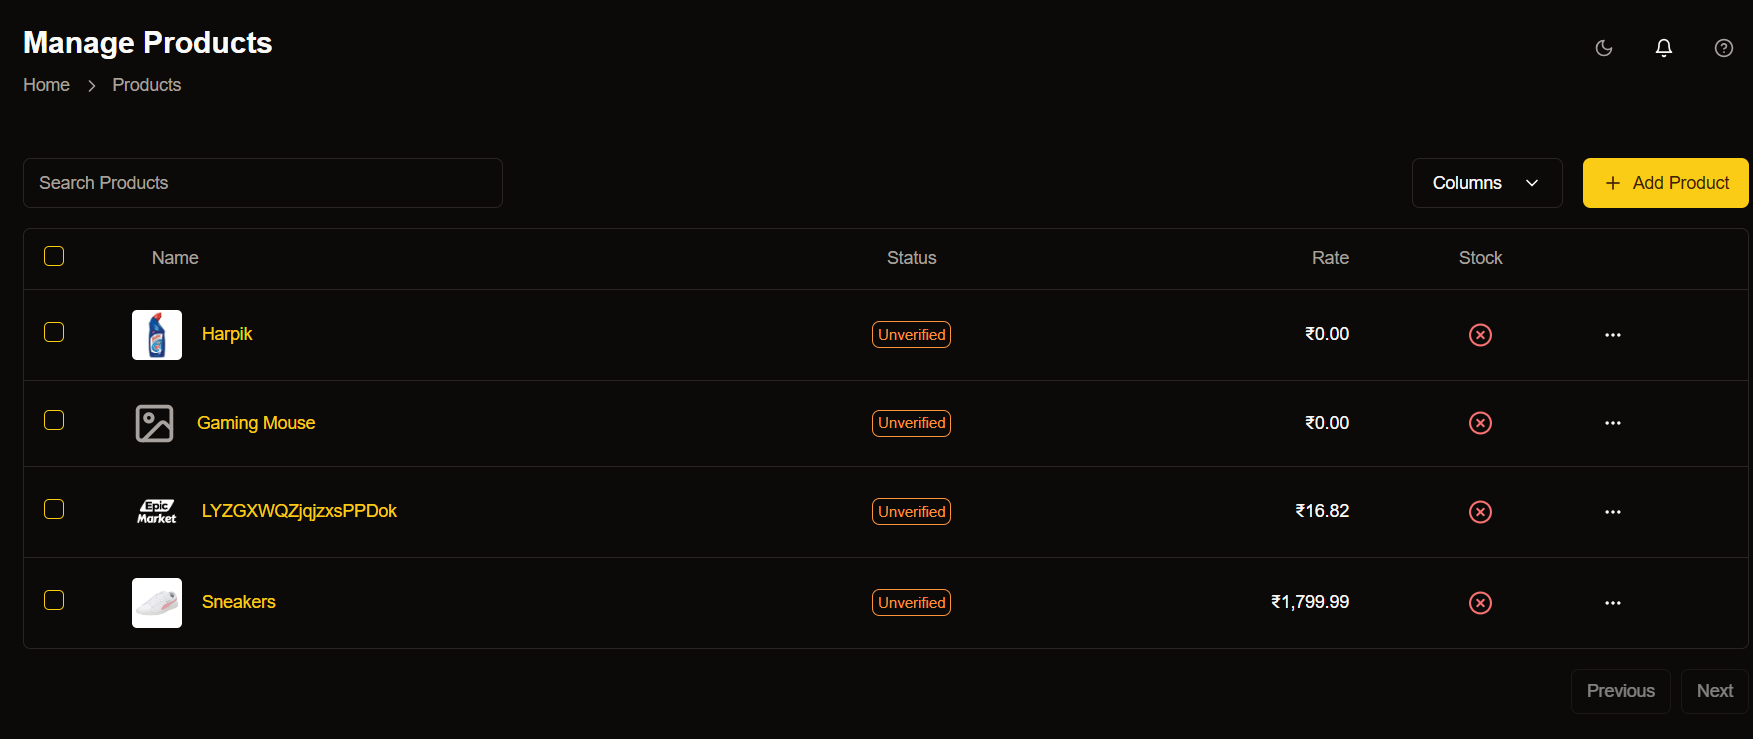 Manage Products
Home > Products
Search Products
Columns
+ Add Product
Name Status Rate Stock
Harpik Unverified ₹0.00
Gaming Mouse Unverified ₹0.00
Epic
Market
LYZGXWQZjqjzxsPPDok Unverified ₹16.82
Sneakers Unverified ₹1,799.99
Previous Next